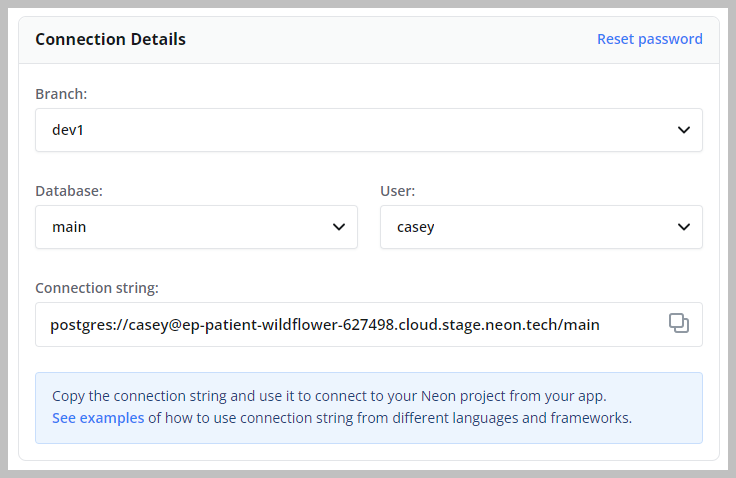 Connection Details
Reset password
Branch:
dev1
Database:
User:
main
casey
Connection string:
postgres://casey@ep-patient-wildflower-627498.cloud.stage.neon.tech/main
Copy the connection string and use it to connect to your Neon project from your app.
See examples of how to use connection string from different languages and frameworks.